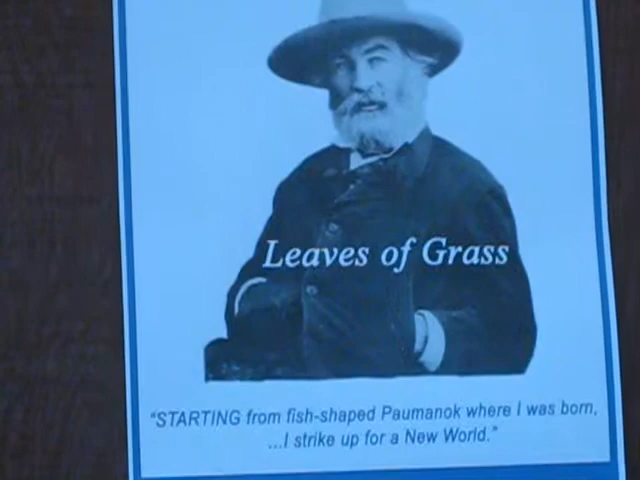 Leaves of Grass
"STARTING from fish-shaped Paumanok where I was born,
...I strike up for a New World."